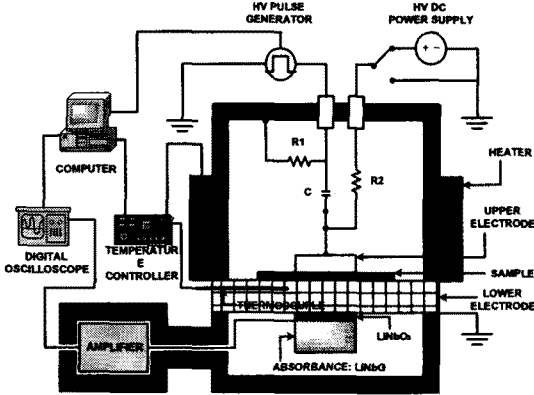 HV PULSE
GENERATOR
HV DC
POWER SUPPLY
+ -
R1
HEATER
COMPUTER
C
R2
UPPER
ELECTRODE
DIGITAL
OSCILLOSCOPE
TEMPERATUR
E
CONTROLLER
SAMPLE
THERMOCOUPLE
LOWER
ELECTRODE
LiNbO₃
AMPLIFIER
ABSORBANCE: LiNbG